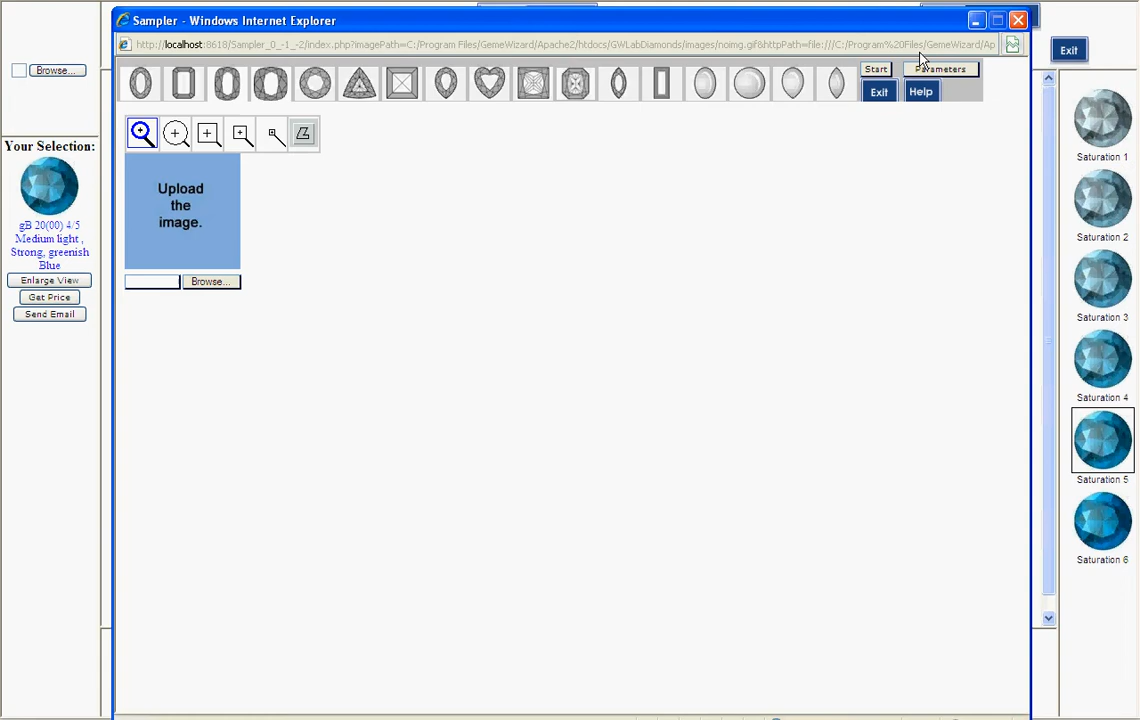 Sampler - Windows Internet Explorer
http://localhost:8618/Sampler_0_-1_-2/index.php?imagePath=C:/Program Files/GemeWizard/Apache2/htdocs/GWLabDiamonds/images/noimg.gif&httpPath=file:///C:/Program%20Files/GemeWizard/Ap
Exit
Browse...
Start
Parameters
Exit
Help
Your Selection:
gB 20(00) 4/5
Medium light ,
Strong, greenish
Blue
Enlarge View
Get Price
Send Email
Upload
the
image.
Browse...
Saturation 1
Saturation 2
Saturation 3
Saturation 4
Saturation 5
Saturation 6